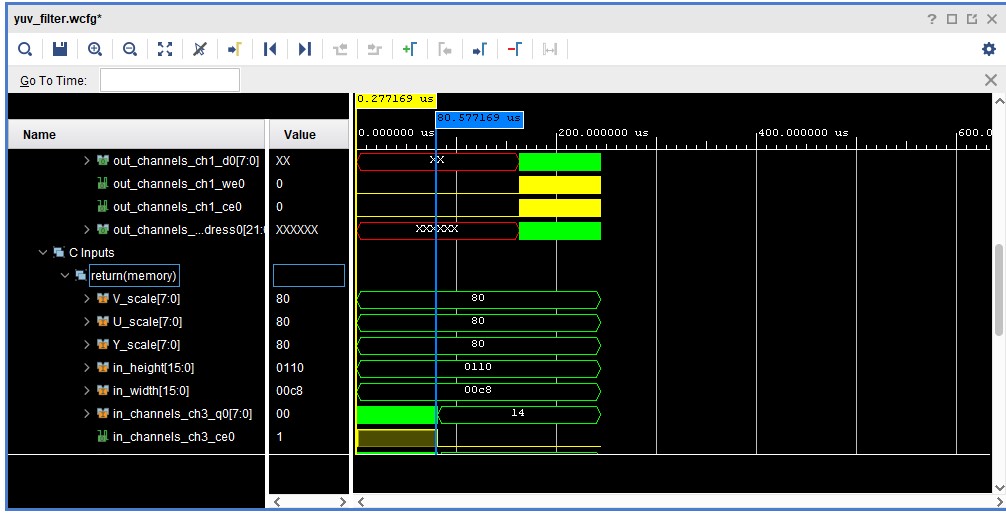 yuv_filter.wcfg*
Go To Time:
Name Value
0.277169 us
80.577169 us
0.000000 us 200.000000 us 400.000000 us 600.0
out_channels_ch1_d0[7:0] XX XX
out_channels_ch1_we0 0
out_channels_ch1_ce0 0
out_channels_...dress0[21: XXXXXX XXXXXX
C Inputs
return(memory)
V_scale[7:0] 80 80
U_scale[7:0] 80 80
Y_scale[7:0] 80 80
in_height[15:0] 0110 0110
in_width[15:0] 00c8 00c8
in_channels_ch3_q0[7:0] 00 14
in_channels_ch3_ce0 1